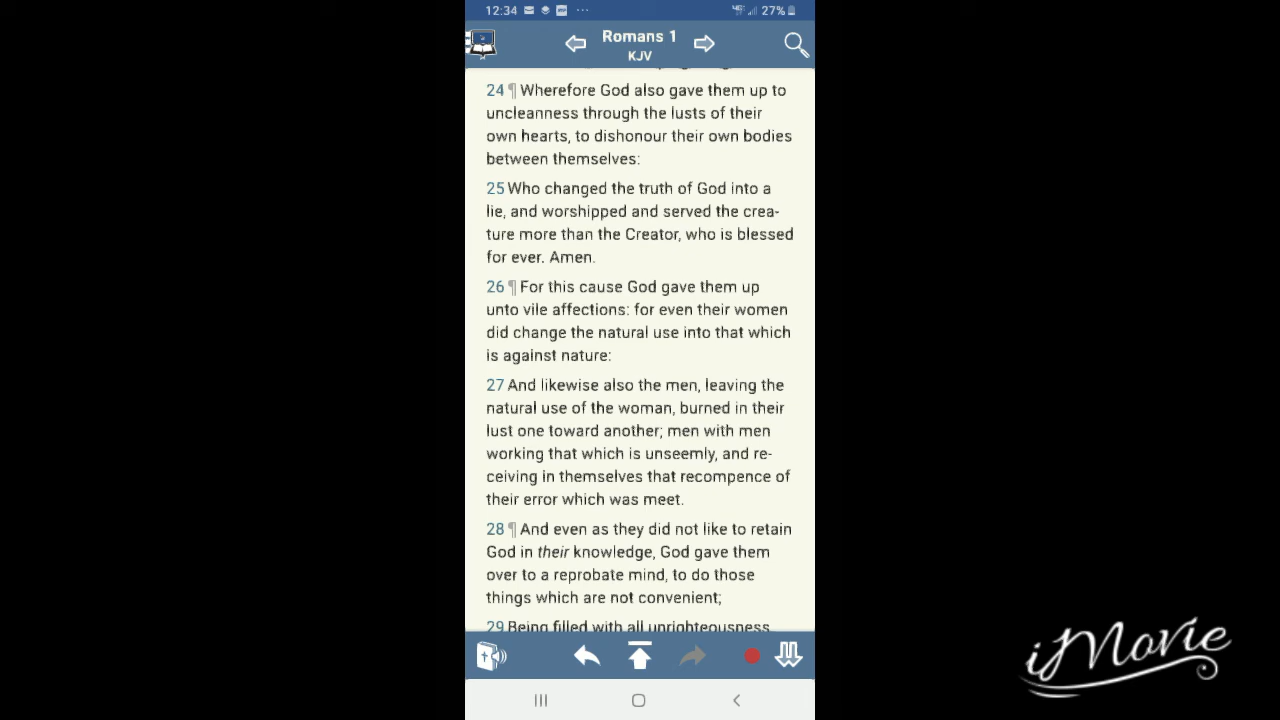 12:34 ... 4G 27%
Romans 1
KJV
24 ¶ Wherefore God also gave them up to
uncleanness through the lusts of their
own hearts, to dishonour their own bodies
between themselves:
25 Who changed the truth of God into a
lie, and worshipped and served the crea-
ture more than the Creator, who is blessed
for ever. Amen.
26 ¶ For this cause God gave them up
unto vile affections: for even their women
did change the natural use into that which
is against nature:
27 And likewise also the men, leaving the
natural use of the woman, burned in their
lust one toward another; men with men
working that which is unseemly, and re-
ceiving in themselves that recompence of
their error which was meet.
28 ¶ And even as they did not like to retain
God in their knowledge, God gave them
over to a reprobate mind, to do those
things which are not convenient;
29 Being filled with all unrighteousness
iMovie